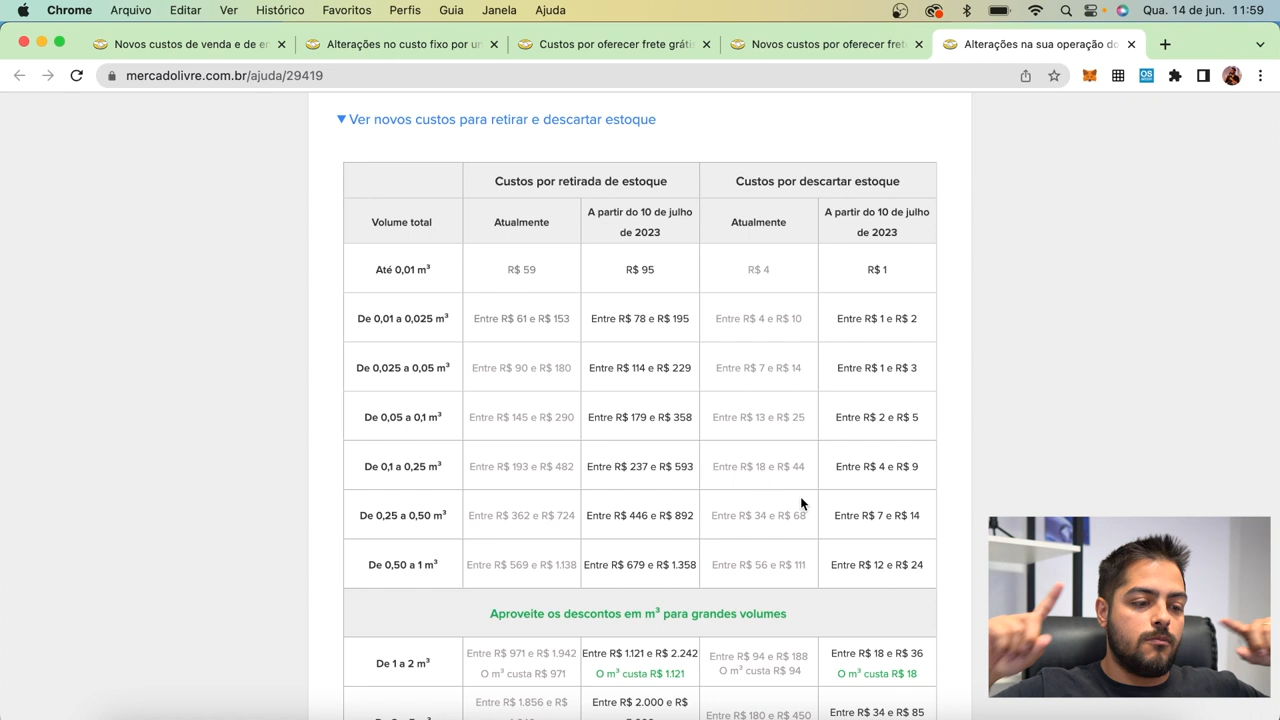 Chrome Arquivo Editar Ver Histórico Favoritos Perfis Guia Janela Ajuda Qua. 14 de jun. 11:59
Novos custos de venda e de en Alterações no custo fixo por un Custos por oferecer frete gráti Novos custos por oferecer fret Alterações na sua operação do
mercadolivre.com.br/ajuda/29419 OS
Ver novos custos para retirar e descartar estoque
Custos por retirada de estoque Custos por descartar estoque
Volume total Atualmente A partir do 10 de julho de 2023 Atualmente A partir do 10 de julho de 2023
Até 0,01 m³ R$ 59 R$ 95 R$ 4 R$ 1
De 0,01 a 0,025 m³ Entre R$ 61 e R$ 153 Entre R$ 78 e R$ 195 Entre R$ 4 e R$ 10 Entre R$ 1 e R$ 2
De 0,025 a 0,05 m³ Entre R$ 90 e R$ 180 Entre R$ 114 e R$ 229 Entre R$ 7 e R$ 14 Entre R$ 1 e R$ 3
De 0,05 a 0,1 m³ Entre R$ 145 e R$ 290 Entre R$ 179 e R$ 358 Entre R$ 13 e R$ 25 Entre R$ 2 e R$ 5
De 0,1 a 0,25 m³ Entre R$ 193 e R$ 482 Entre R$ 237 e R$ 593 Entre R$ 18 e R$ 44 Entre R$ 4 e R$ 9
De 0,25 a 0,50 m³ Entre R$ 362 e R$ 724 Entre R$ 446 e R$ 892 Entre R$ 34 e R$ 68 Entre R$ 7 e R$ 14
De 0,50 a 1 m³ Entre R$ 569 e R$ 1.138 Entre R$ 679 e R$ 1.358 Entre R$ 56 e R$ 111 Entre R$ 12 e R$ 24
Aproveite os descontos em m³ para grandes volumes
De 1 a 2 m³ Entre R$ 971 e R$ 1.942 Entre R$ 1.121 e R$ 2.242 Entre R$ 94 e R$ 188 Entre R$ 18 e R$ 36
O m³ custa R$ 971 O m³ custa R$ 1.121 O m³ custa R$ 94 O m³ custa R$ 18
Entre R$ 1.856 e R$ Entre R$ 2.000 e R$ Entre R$ 180 e R$ 450 Entre R$ 34 e R$ 85